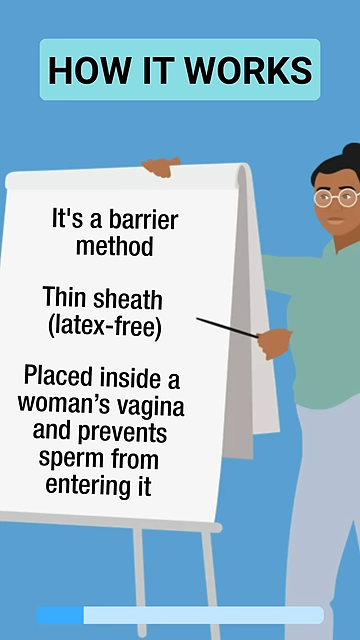 HOW IT WORKS
It's a barrier
method
Thin sheath
(latex-free)
Placed inside a
woman’s vagina
and prevents
sperm from
entering it